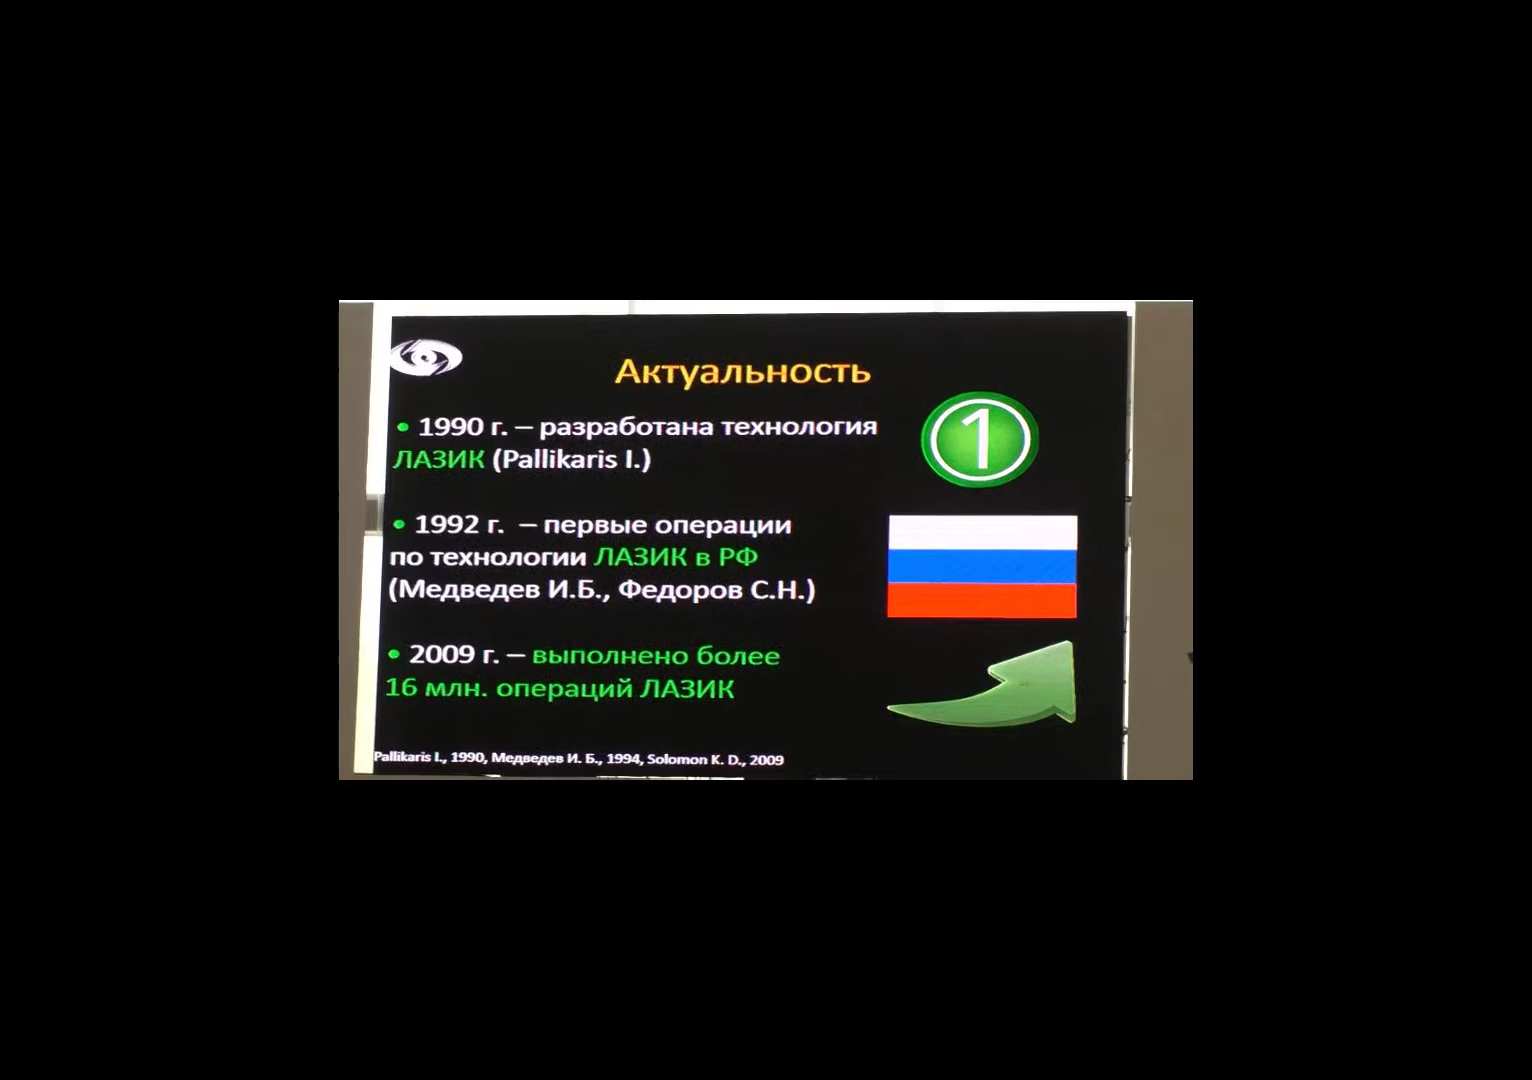 Актуальность
1
• 1990 г. – разработана технология
ЛАЗИК (Pallikaris I.)
• 1992 г. – первые операции
по технологии ЛАЗИК в РФ
(Медведев И.Б., Федоров С.Н.)
• 2009 г. – выполнено более
16 млн. операций ЛАЗИК
Pallikaris I., 1990, Медведев И. Б., 1994, Solomon K. D., 2009